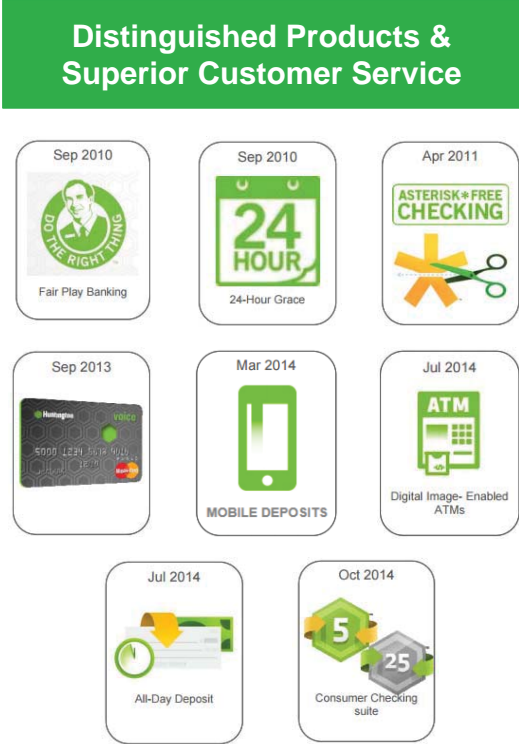 Distinguished Products &
Superior Customer Service
Sep 2010
DO THE RIGHT THING
Fair Play Banking
Sep 2010
24
HOUR
24-Hour Grace
Apr 2011
ASTERISK*FREE
CHECKING
Sep 2013
Huntington
voice
MasterCard
Mar 2014
MOBILE DEPOSITS
Jul 2014
ATM
Digital Image- Enabled
ATMs
Jul 2014
All-Day Deposit
Oct 2014
5
25
Consumer Checking
suite